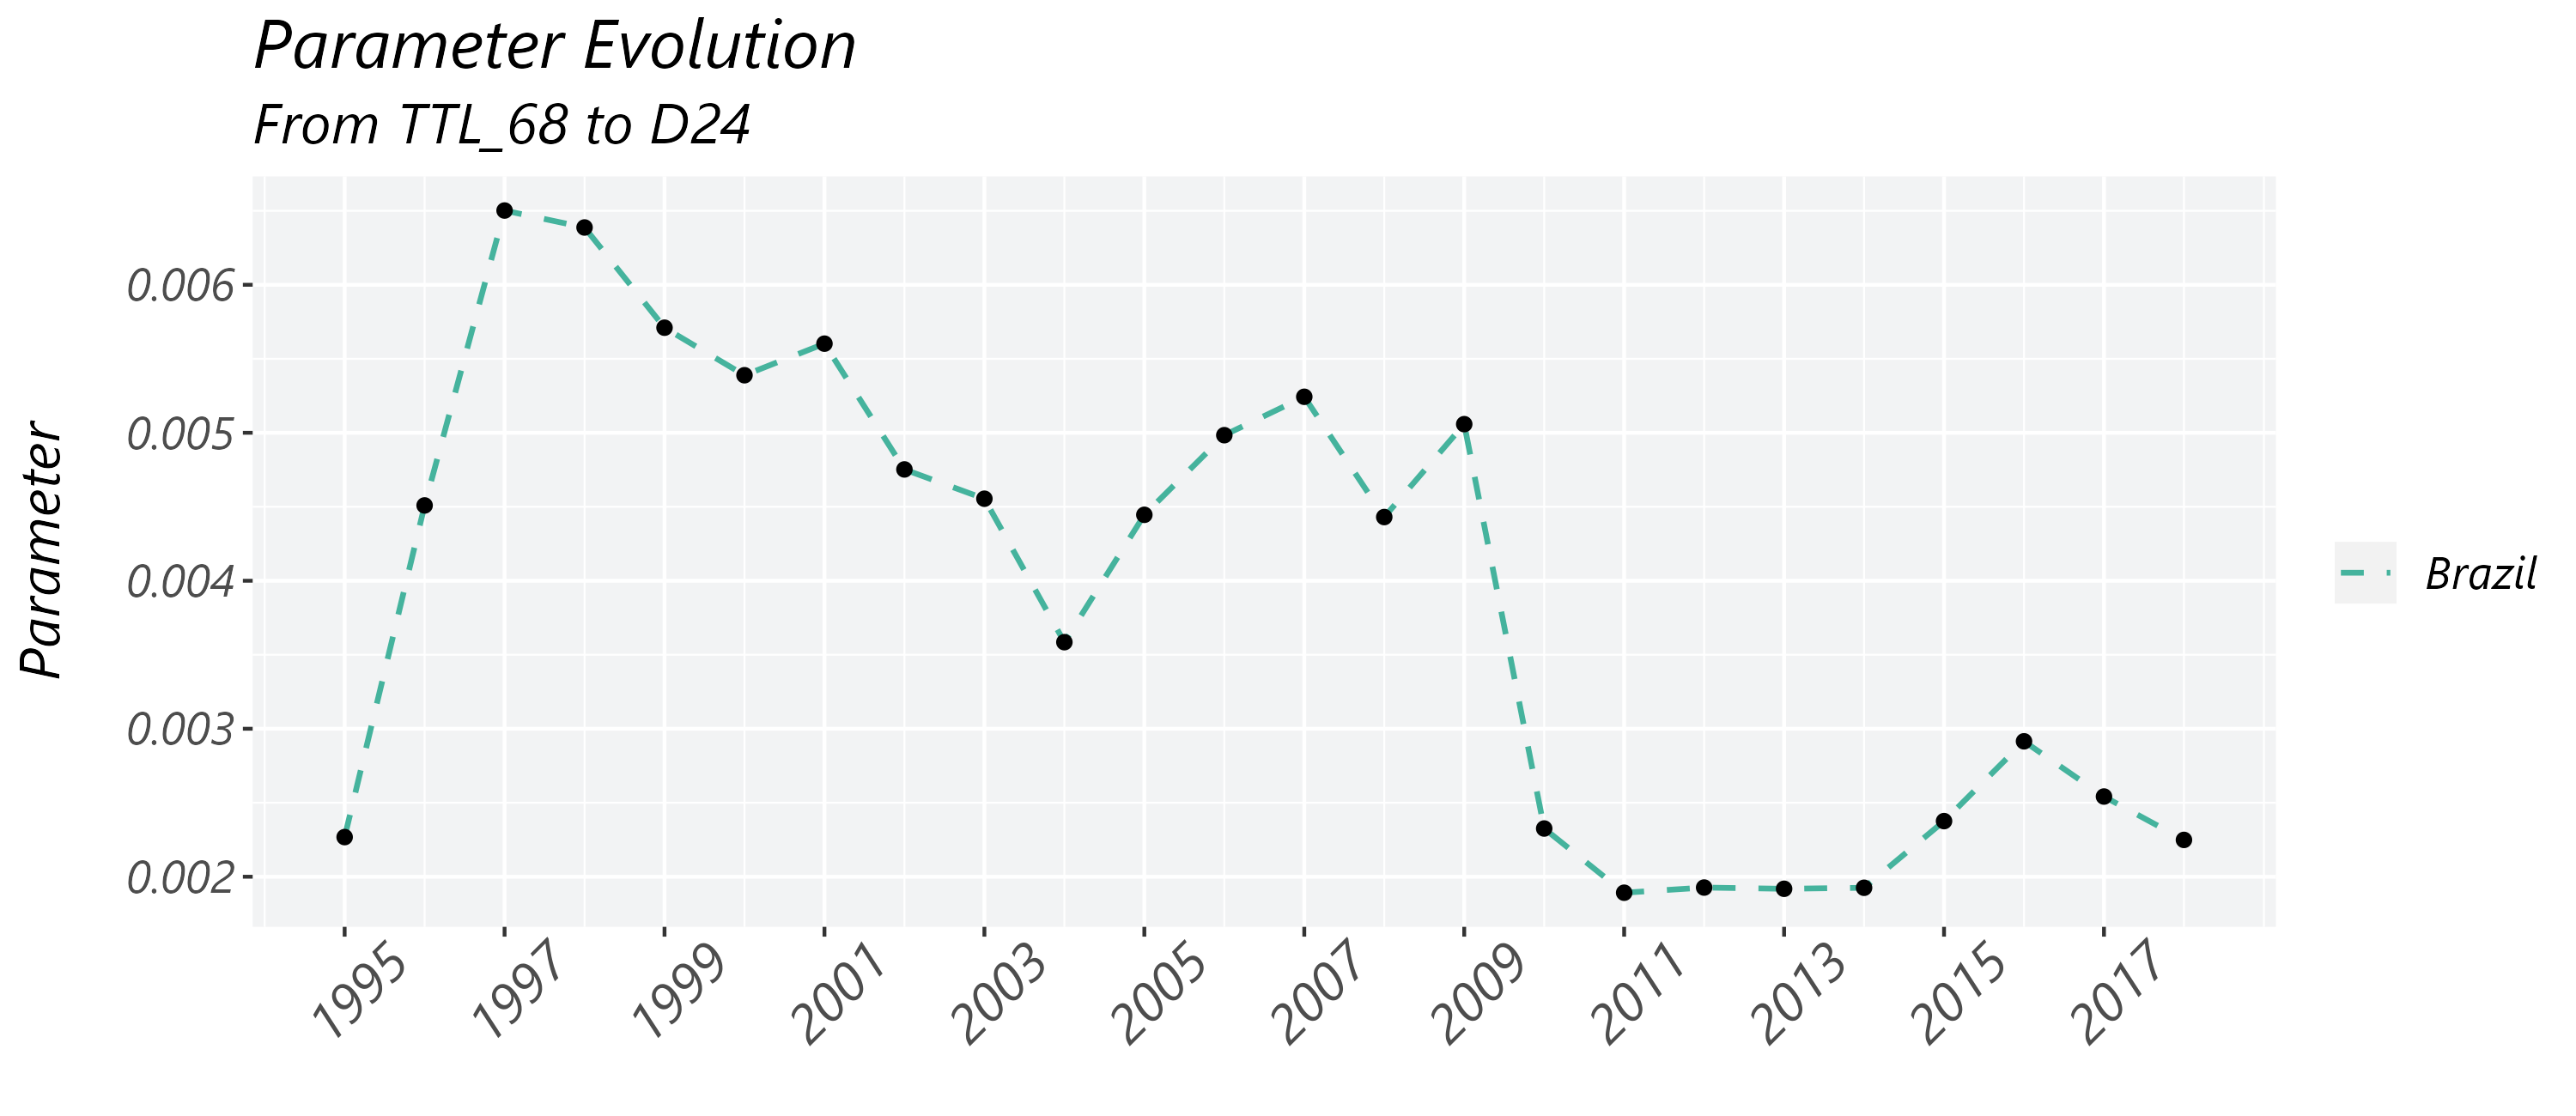 Parameter Evolution
From TTL_68 to D24
Parameter
0.006
0.005
0.004
0.003
0.002
1995 1997 1999 2001 2003 2005 2007 2009 2011 2013 2015 2017
Brazil